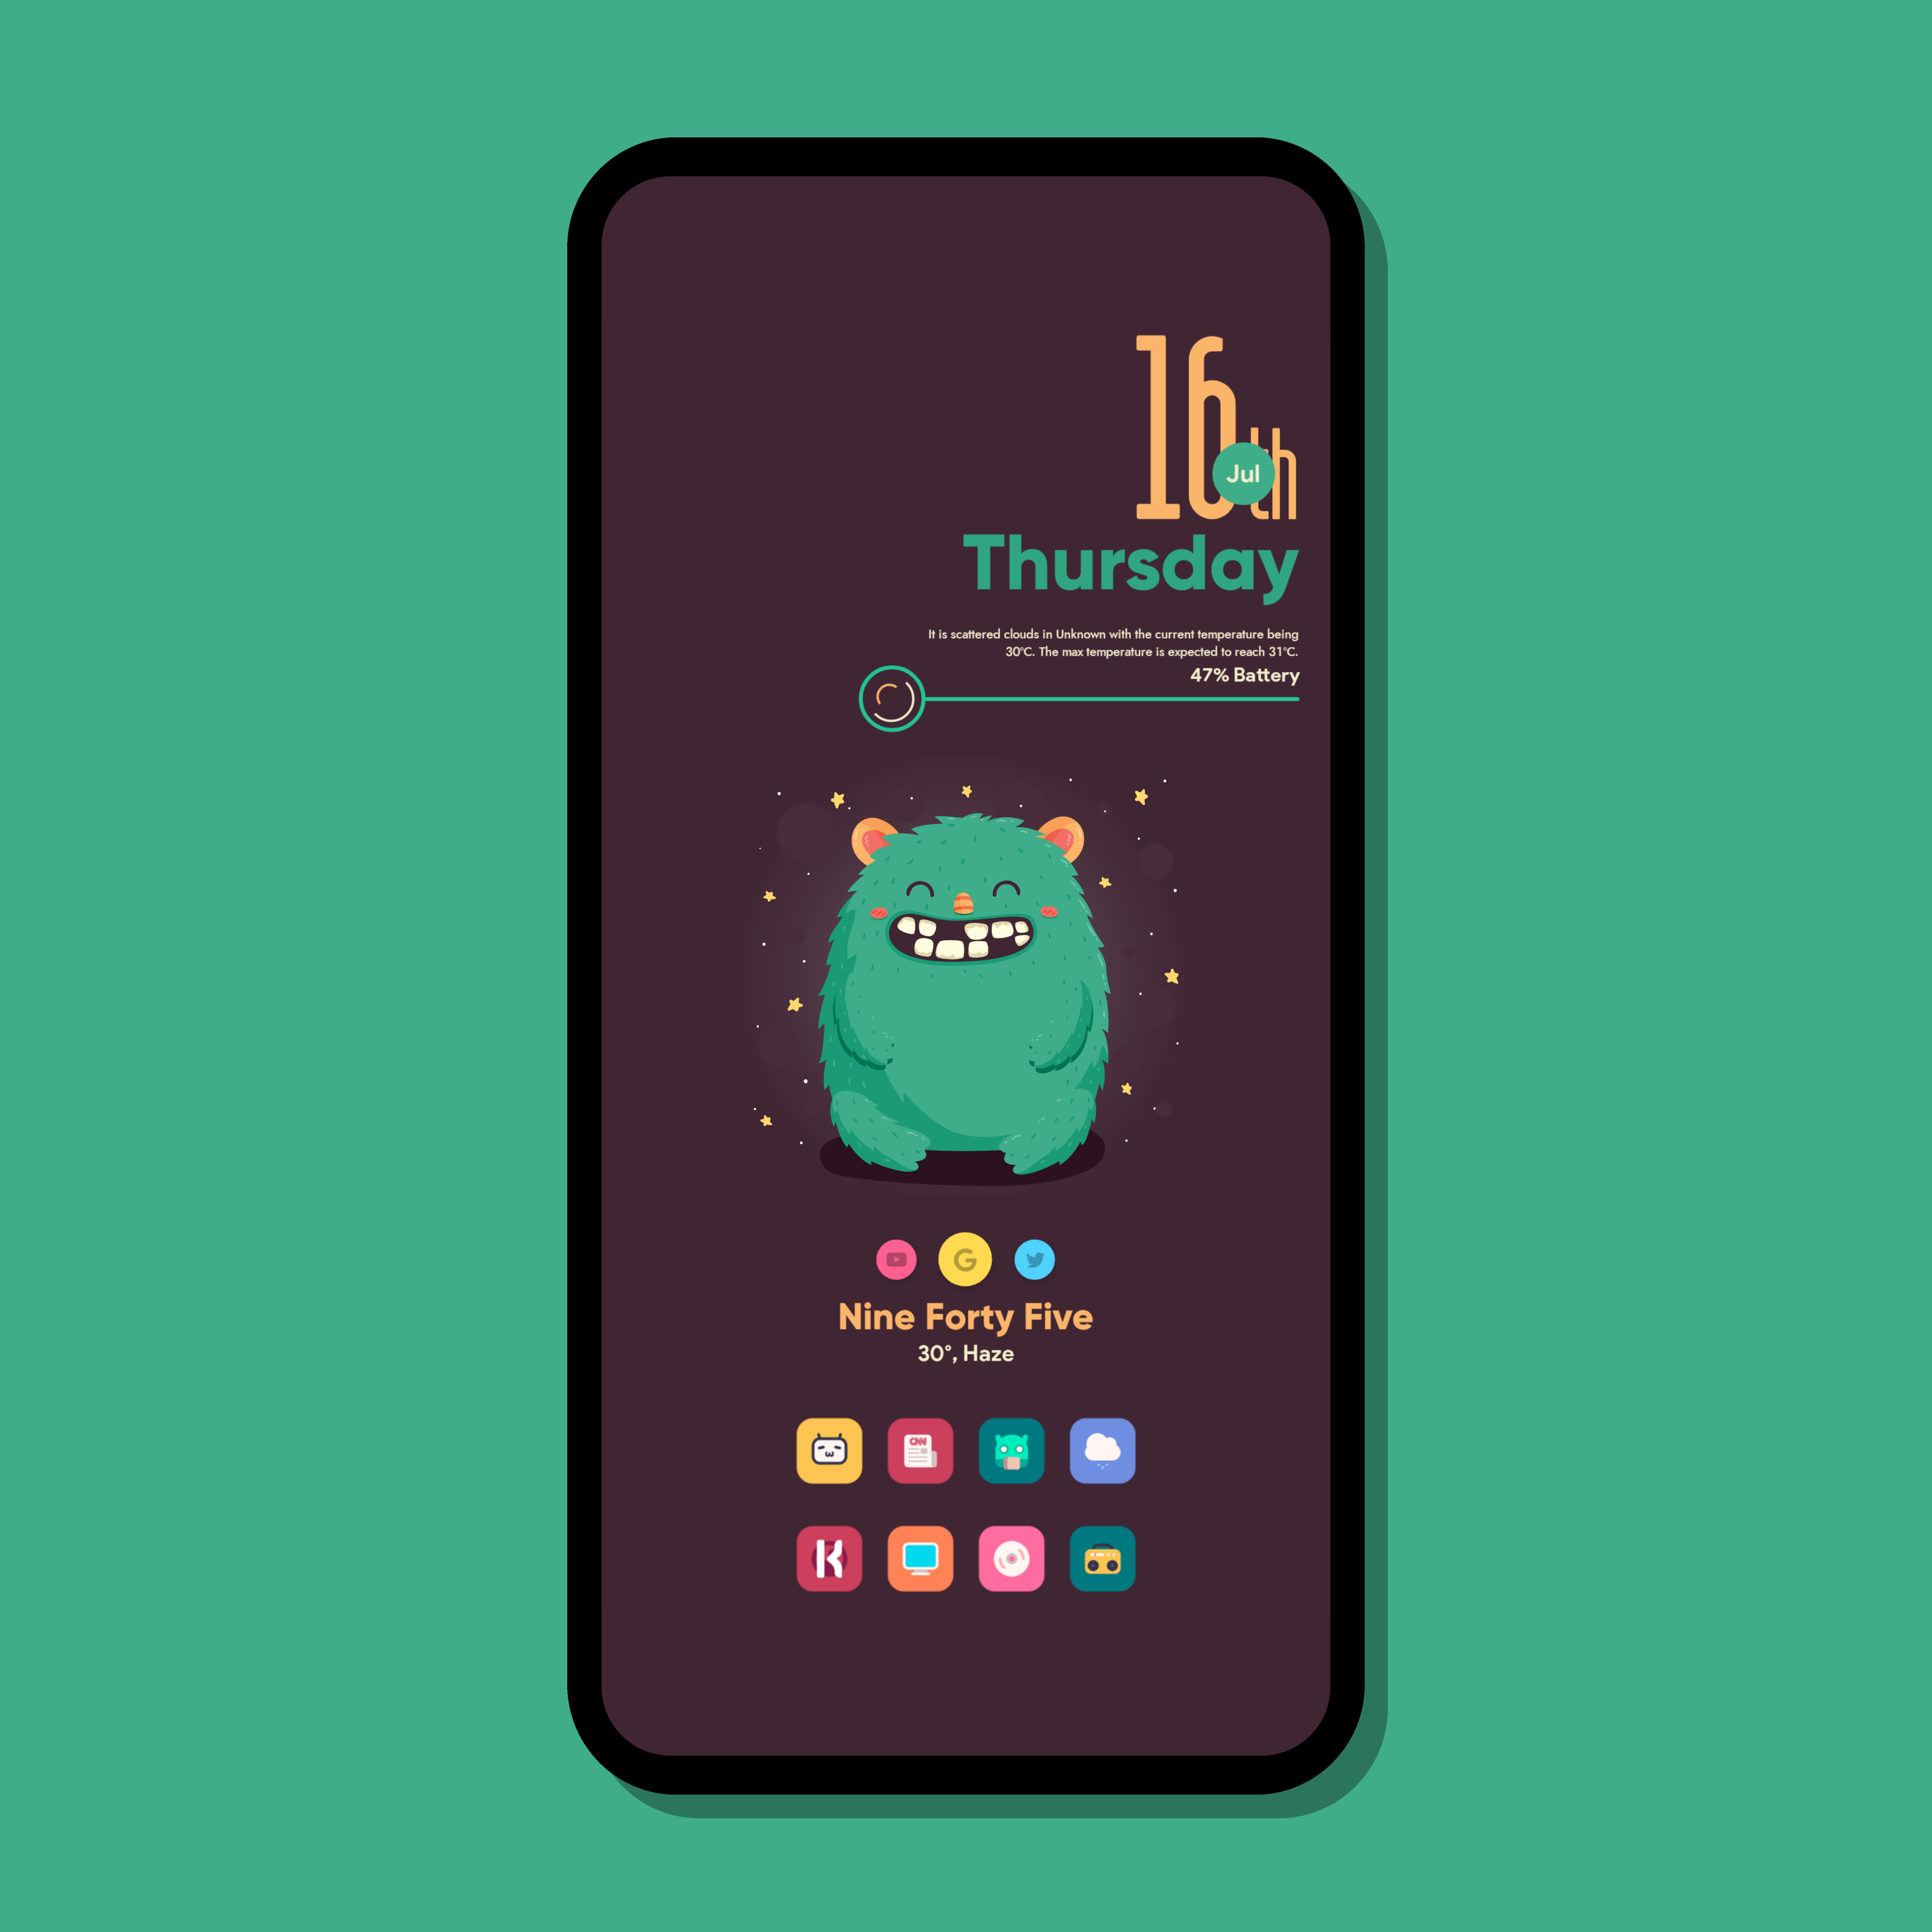 16th
Jul
Thursday
It is scattered clouds in Unknown with the current temperature being
30°C. The max temperature is expected to reach 31°C.
47% Battery
G
Nine Forty Five
30°, Haze
CNN
K